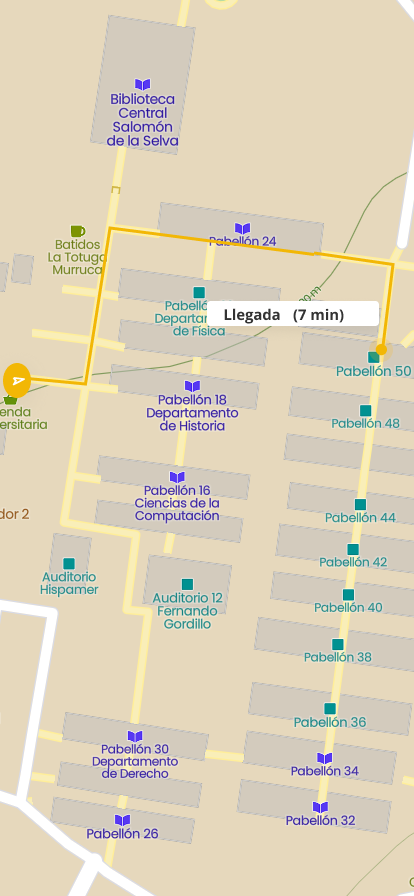 Biblioteca
Central
Salomón
de la Selva
E
Batidos
La Totuga
Murruca
Pabellón 24
Pabelló
Departan
de Física
Llegada (7 min)
00 m
A
enda
ersitaria
Pabellón 50
Pabellón 18
Departamento
de Historia
Pabellón 48
Pabellón 16
Ciencias de la
Computación
Pabellón 44
dor 2
Pabellón 42
Auditorio
Hispamer
Auditorio 12
Fernando
Gordillo
Pabellón 40
Pabellón 38
Pabellón 36
Pabellón 30
Departamento
de Derecho
Pabellón 34
Pabellón 26
Pabellón 32